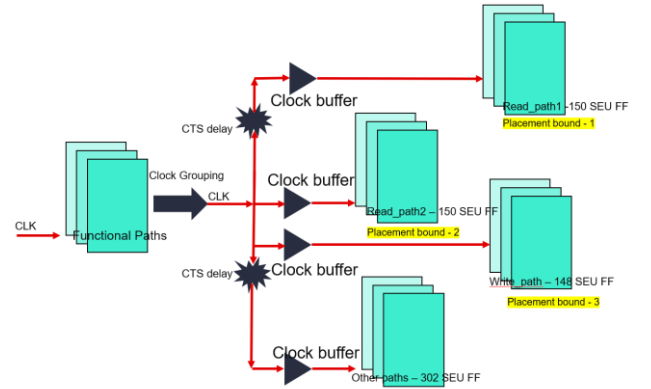 Clock buffer
Read_path1 -150 SEU FF
Placement bound - 1
CTS delay
Clock buffer
Clock Grouping
CLK
CLK
Functional Paths
Read_path2 – 150 SEU FF
Placement bound - 2
Clock buffer
CTS delay
Write_path – 148 SEU FF
Placement bound - 3
Clock buffer
Other paths – 302 SEU FF